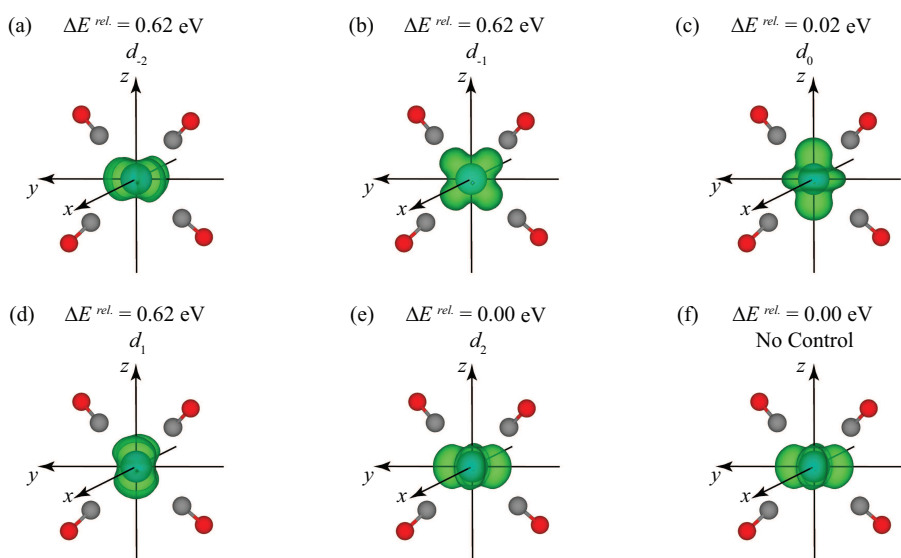 (a) ΔE rel. = 0.62 eV
d-2
z
y
x
(b) ΔE rel. = 0.62 eV
d-1
z
y
x
(c) ΔE rel. = 0.02 eV
d0
z
y
x
(d) ΔE rel. = 0.62 eV
d1
z
y
x
(e) ΔE rel. = 0.00 eV
d2
z
y
x
(f) ΔE rel. = 0.00 eV
No Control
z
y
x